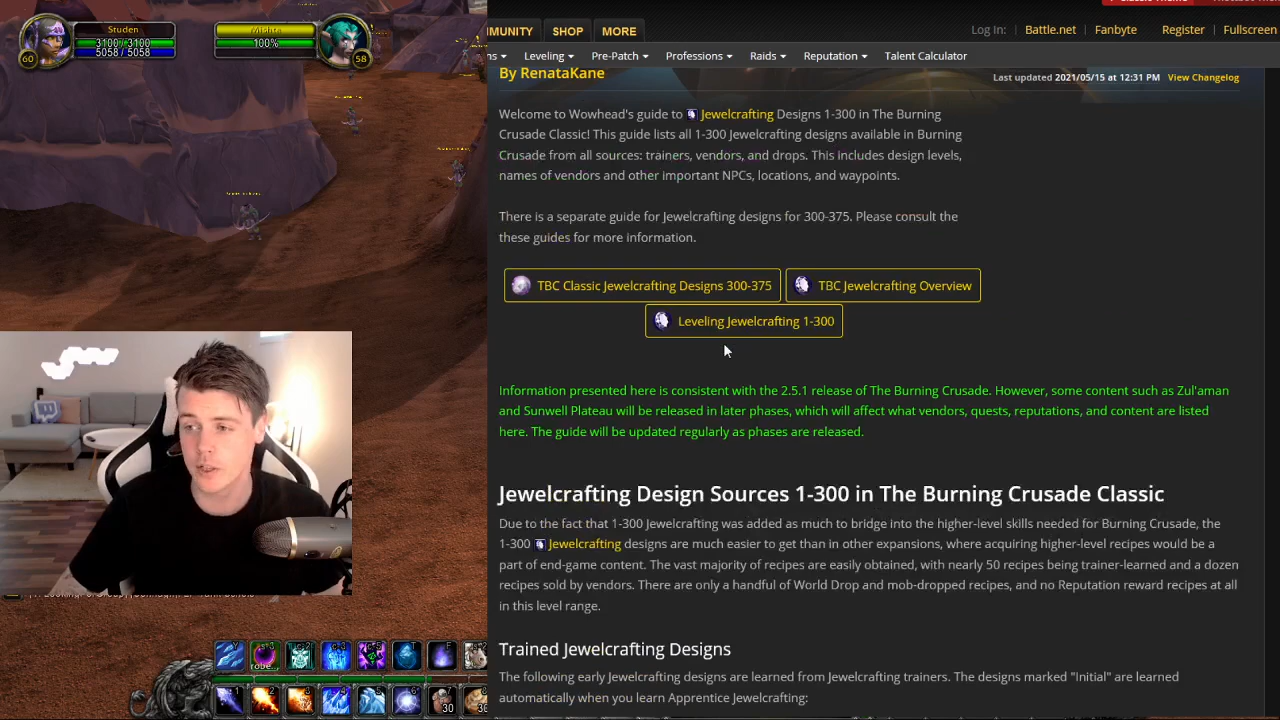 Studen
3100 / 3100
5058 / 5058
60
Mishra
100%
58
MMUNITY SHOP MORE
Log In: Battle.net Fanbyte Register Fullscreen
ns Leveling Pre-Patch Professions Raids Reputation Talent Calculator
By RenataKane
Last updated 2021/05/15 at 12:31 PM View Changelog
Welcome to Wowhead's guide to Jewelcrafting Designs 1-300 in The Burning
Crusade Classic! This guide lists all 1-300 Jewelcrafting designs available in Burning
Crusade from all sources: trainers, vendors, and drops. This includes design levels,
names of vendors and other important NPCs, locations, and waypoints.
There is a separate guide for Jewelcrafting designs for 300-375. Please consult the
these guides for more information.
TBC Classic Jewelcrafting Designs 300-375 TBC Jewelcrafting Overview
Leveling Jewelcrafting 1-300
Information presented here is consistent with the 2.5.1 release of The Burning Crusade. However, some content such as Zul'aman
and Sunwell Plateau will be released in later phases, which will affect what vendors, quests, reputations, and content are listed
here. The guide will be updated regularly as phases are released.
Jewelcrafting Design Sources 1-300 in The Burning Crusade Classic
Due to the fact that 1-300 Jewelcrafting was added as much to bridge into the higher-level skills needed for Burning Crusade, the
1-300 Jewelcrafting designs are much easier to get than in other expansions, where acquiring higher-level recipes would be a
part of end-game content. The vast majority of recipes are easily obtained, with nearly 50 recipes being trainer-learned and a dozen
recipes sold by vendors. There are only a handful of World Drop and mob-dropped recipes, and no Reputation reward recipes at all
in this level range.
Trained Jewelcrafting Designs
The following early Jewelcrafting designs are learned from Jewelcrafting trainers. The designs marked "Initial" are learned
automatically when you learn Apprentice Jewelcrafting: